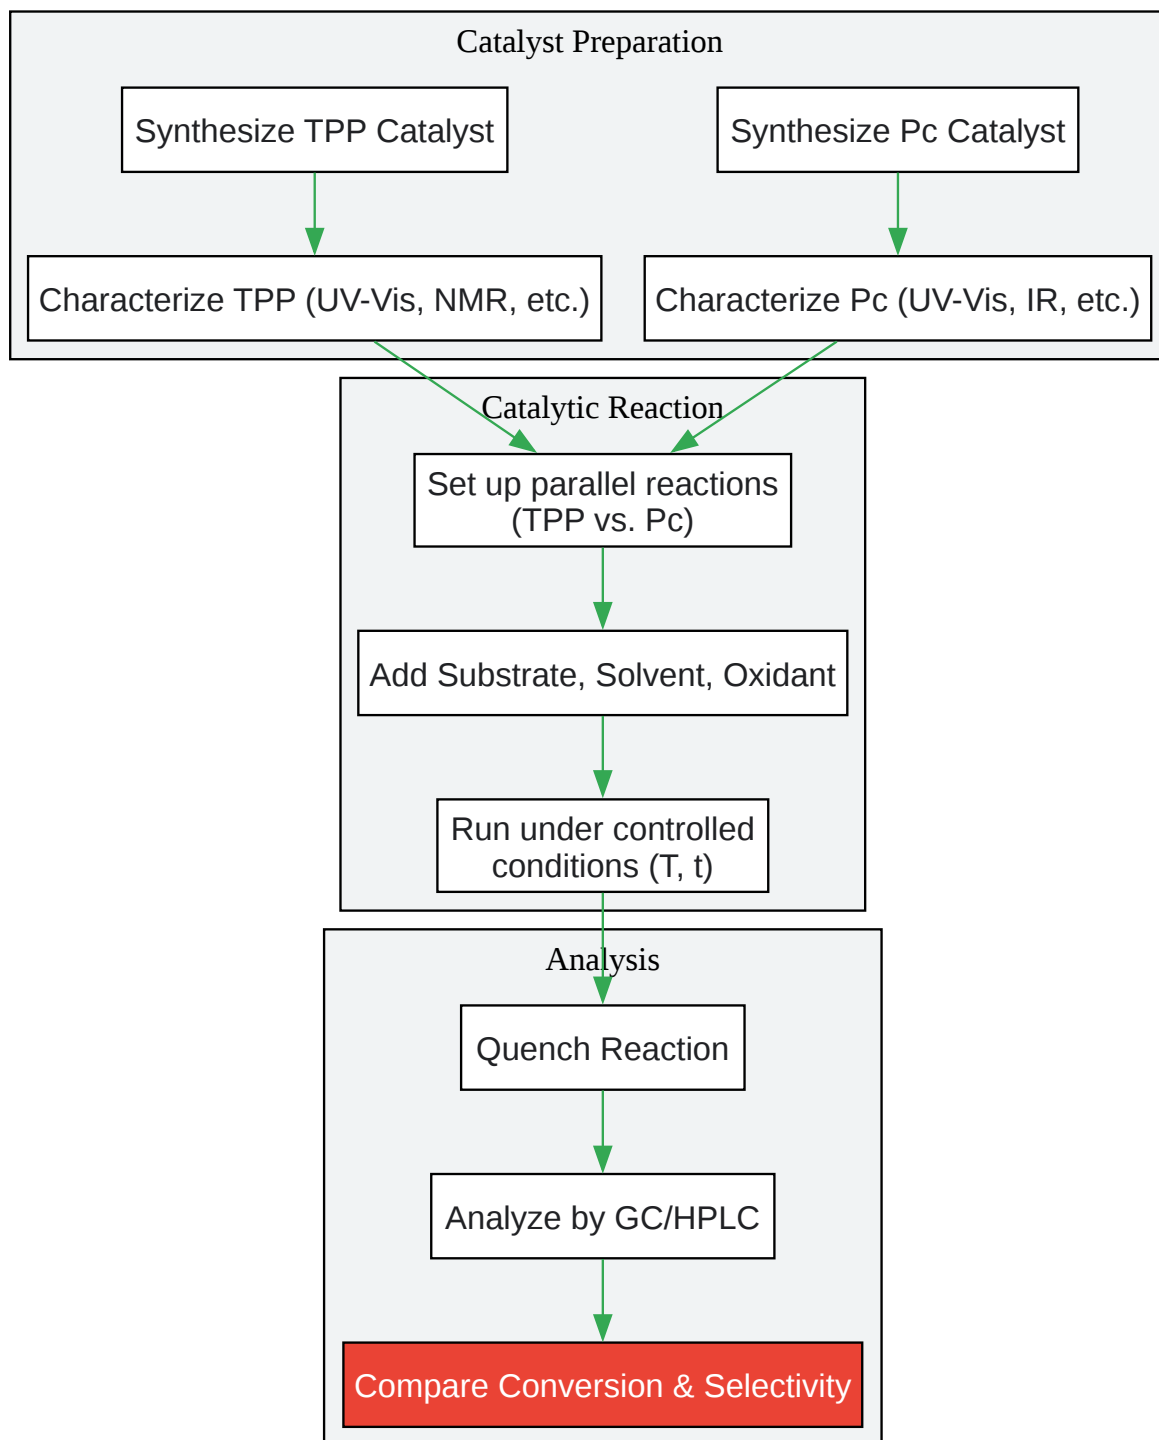 Catalyst Preparation
Synthesize TPP Catalyst
Synthesize Pc Catalyst
Characterize TPP (UV-Vis, NMR, etc.)
Characterize Pc (UV-Vis, IR, etc.)
Catalytic Reaction
Set up parallel reactions
(TPP vs. Pc)
Add Substrate, Solvent, Oxidant
Run under controlled
conditions (T, t)
Analysis
Quench Reaction
Analyze by GC/HPLC
Compare Conversion & Selectivity